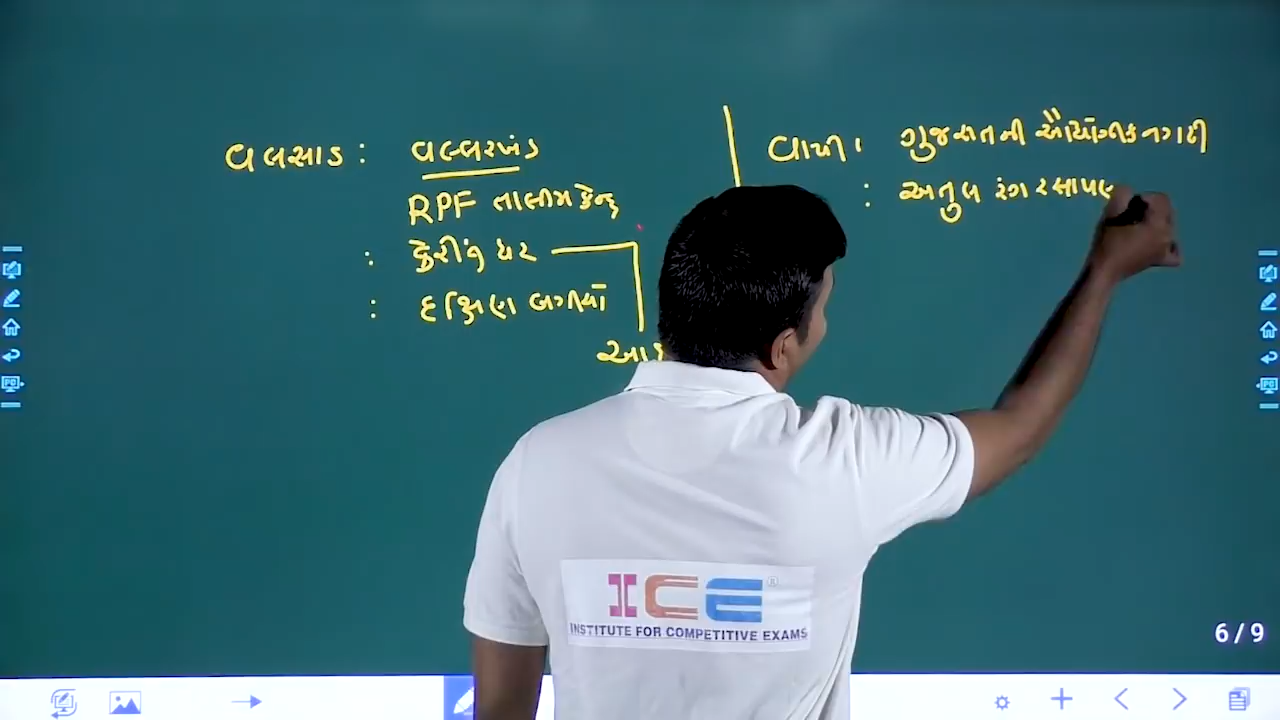 વલસાડ : વલ્લરખંડ
RPF તાલીમ કેન્દ્ર
: કેરીનું ઘર
: દક્ષિણ બગીચો
વાપી : ગુજરાતની ઔદ્યોગીક નગરી
: અતુલ રંગ રસાયણ
ICE®
INSTITUTE FOR COMPETITIVE EXAMS
6 / 9